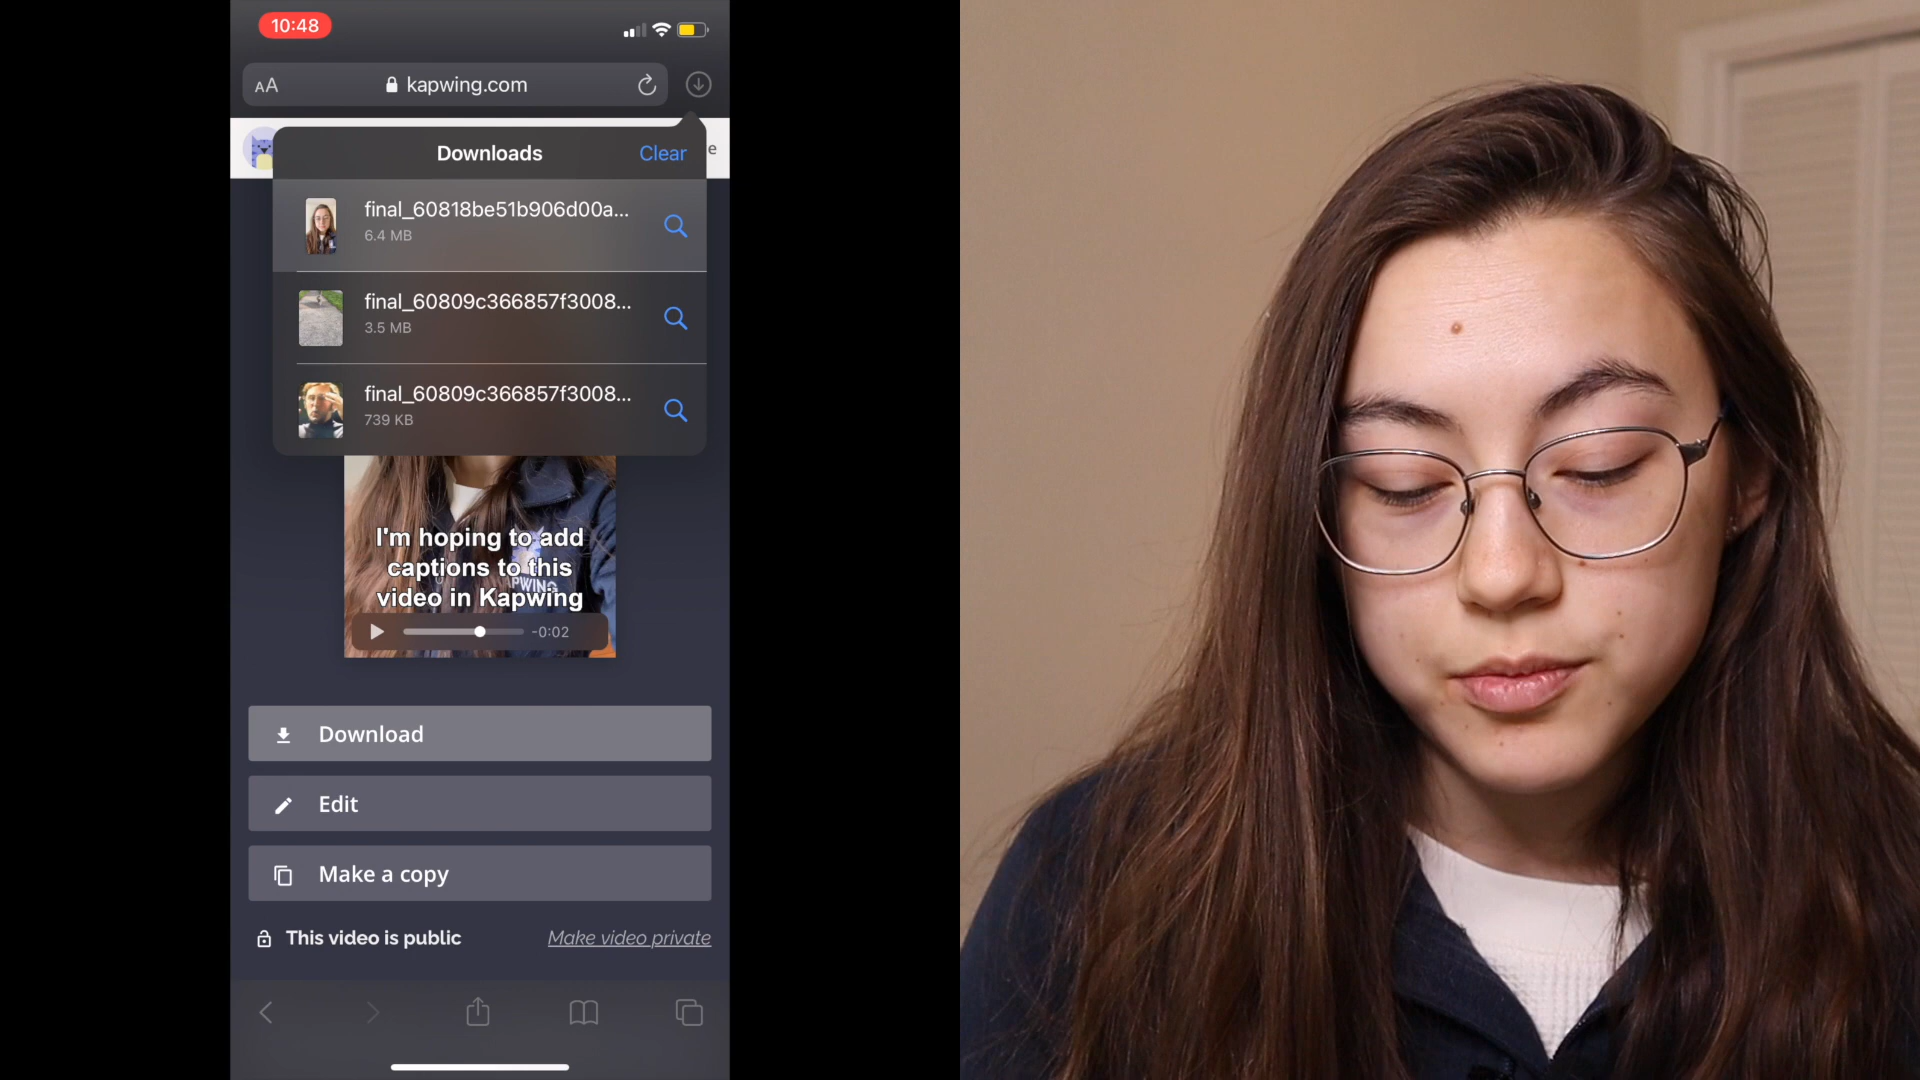 10:48
AA
kapwing.com
e
Downloads
Clear
final_60818be51b906d00a...
6.4 MB
final_60809c366857f3008...
3.5 MB
final_60809c366857f3008...
739 KB
I'm hoping to add
captions to this
PWING
video in Kapwing
-0:02
Download
Edit
Make a copy
This video is public
Make video private